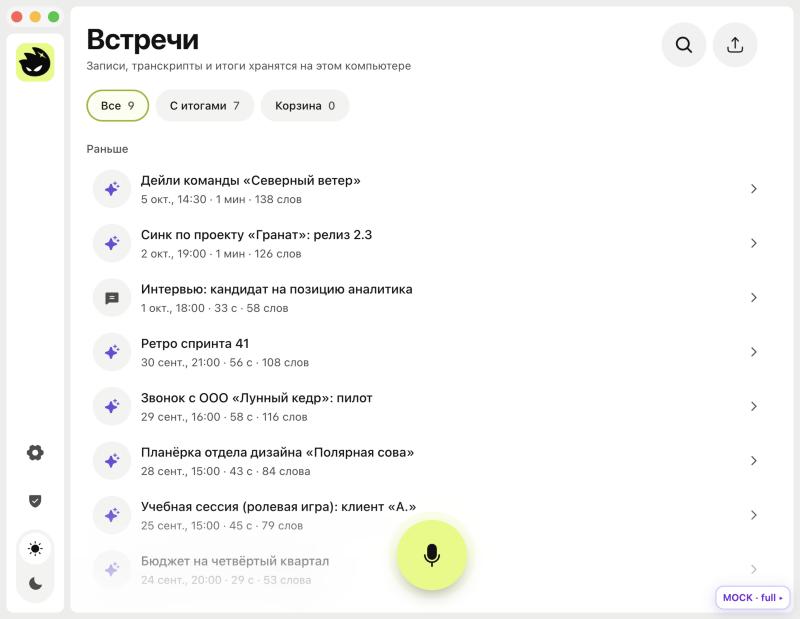 Встречи
Записи, транскрипты и итоги хранятся на этом компьютере
Все 9
С итогами 7
Корзина 0
Раньше
Дейли команды «Северный ветер»
5 окт., 14:30 · 1 мин · 138 слов
Синк по проекту «Гранат»: релиз 2.3
2 окт., 19:00 · 1 мин · 126 слов
Интервью: кандидат на позицию аналитика
1 окт., 18:00 · 33 с · 58 слов
Ретро спринта 41
30 сент., 21:00 · 56 с · 108 слов
Звонок с ООО «Лунный кедр»: пилот
29 сент., 16:00 · 58 с · 116 слов
Планёрка отдела дизайна «Полярная сова»
28 сент., 15:00 · 43 с · 84 слова
Учебная сессия (ролевая игра): клиент «А.»
25 сент., 15:00 · 45 с · 79 слов
Бюджет на четвёртый квартал
24 сент., 20:00 · 29 с · 53 слова
MOCK · full ▸